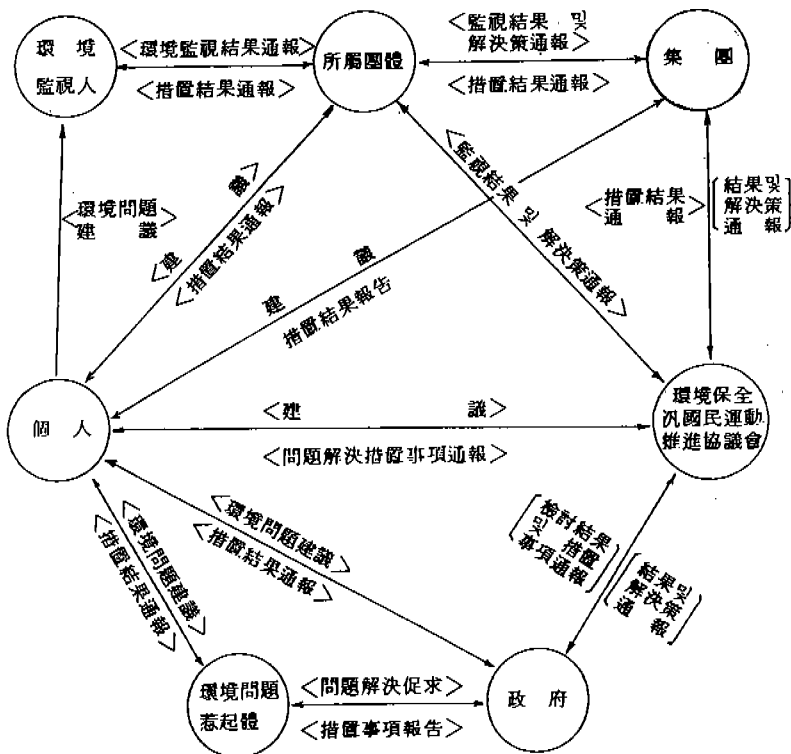 環境
監視人
<環境監視結果通報>
<措置結果通報>
所屬團體
<監視結果 및
解決策通報>
<措置結果通報>
集團
<環境問題
建議
<建議>
<措置結果通報>
建議
措置結果報告
<監視結果 및 解決策通報>
<措置結果
通報>
結果 및
解決策
通報
個人
<建議>
<問題解決措置事項通報>
環境保全
汎國民運動
推進協議會
<環境問題建議>
<措置結果通報>
<環境問題建議>
<措置結果通報>
檢討結果
및 措置
事項通報
結果 및
解決策
通報
環境問題
惹起體
<問題解決促求>
<措置事項報告>
政府